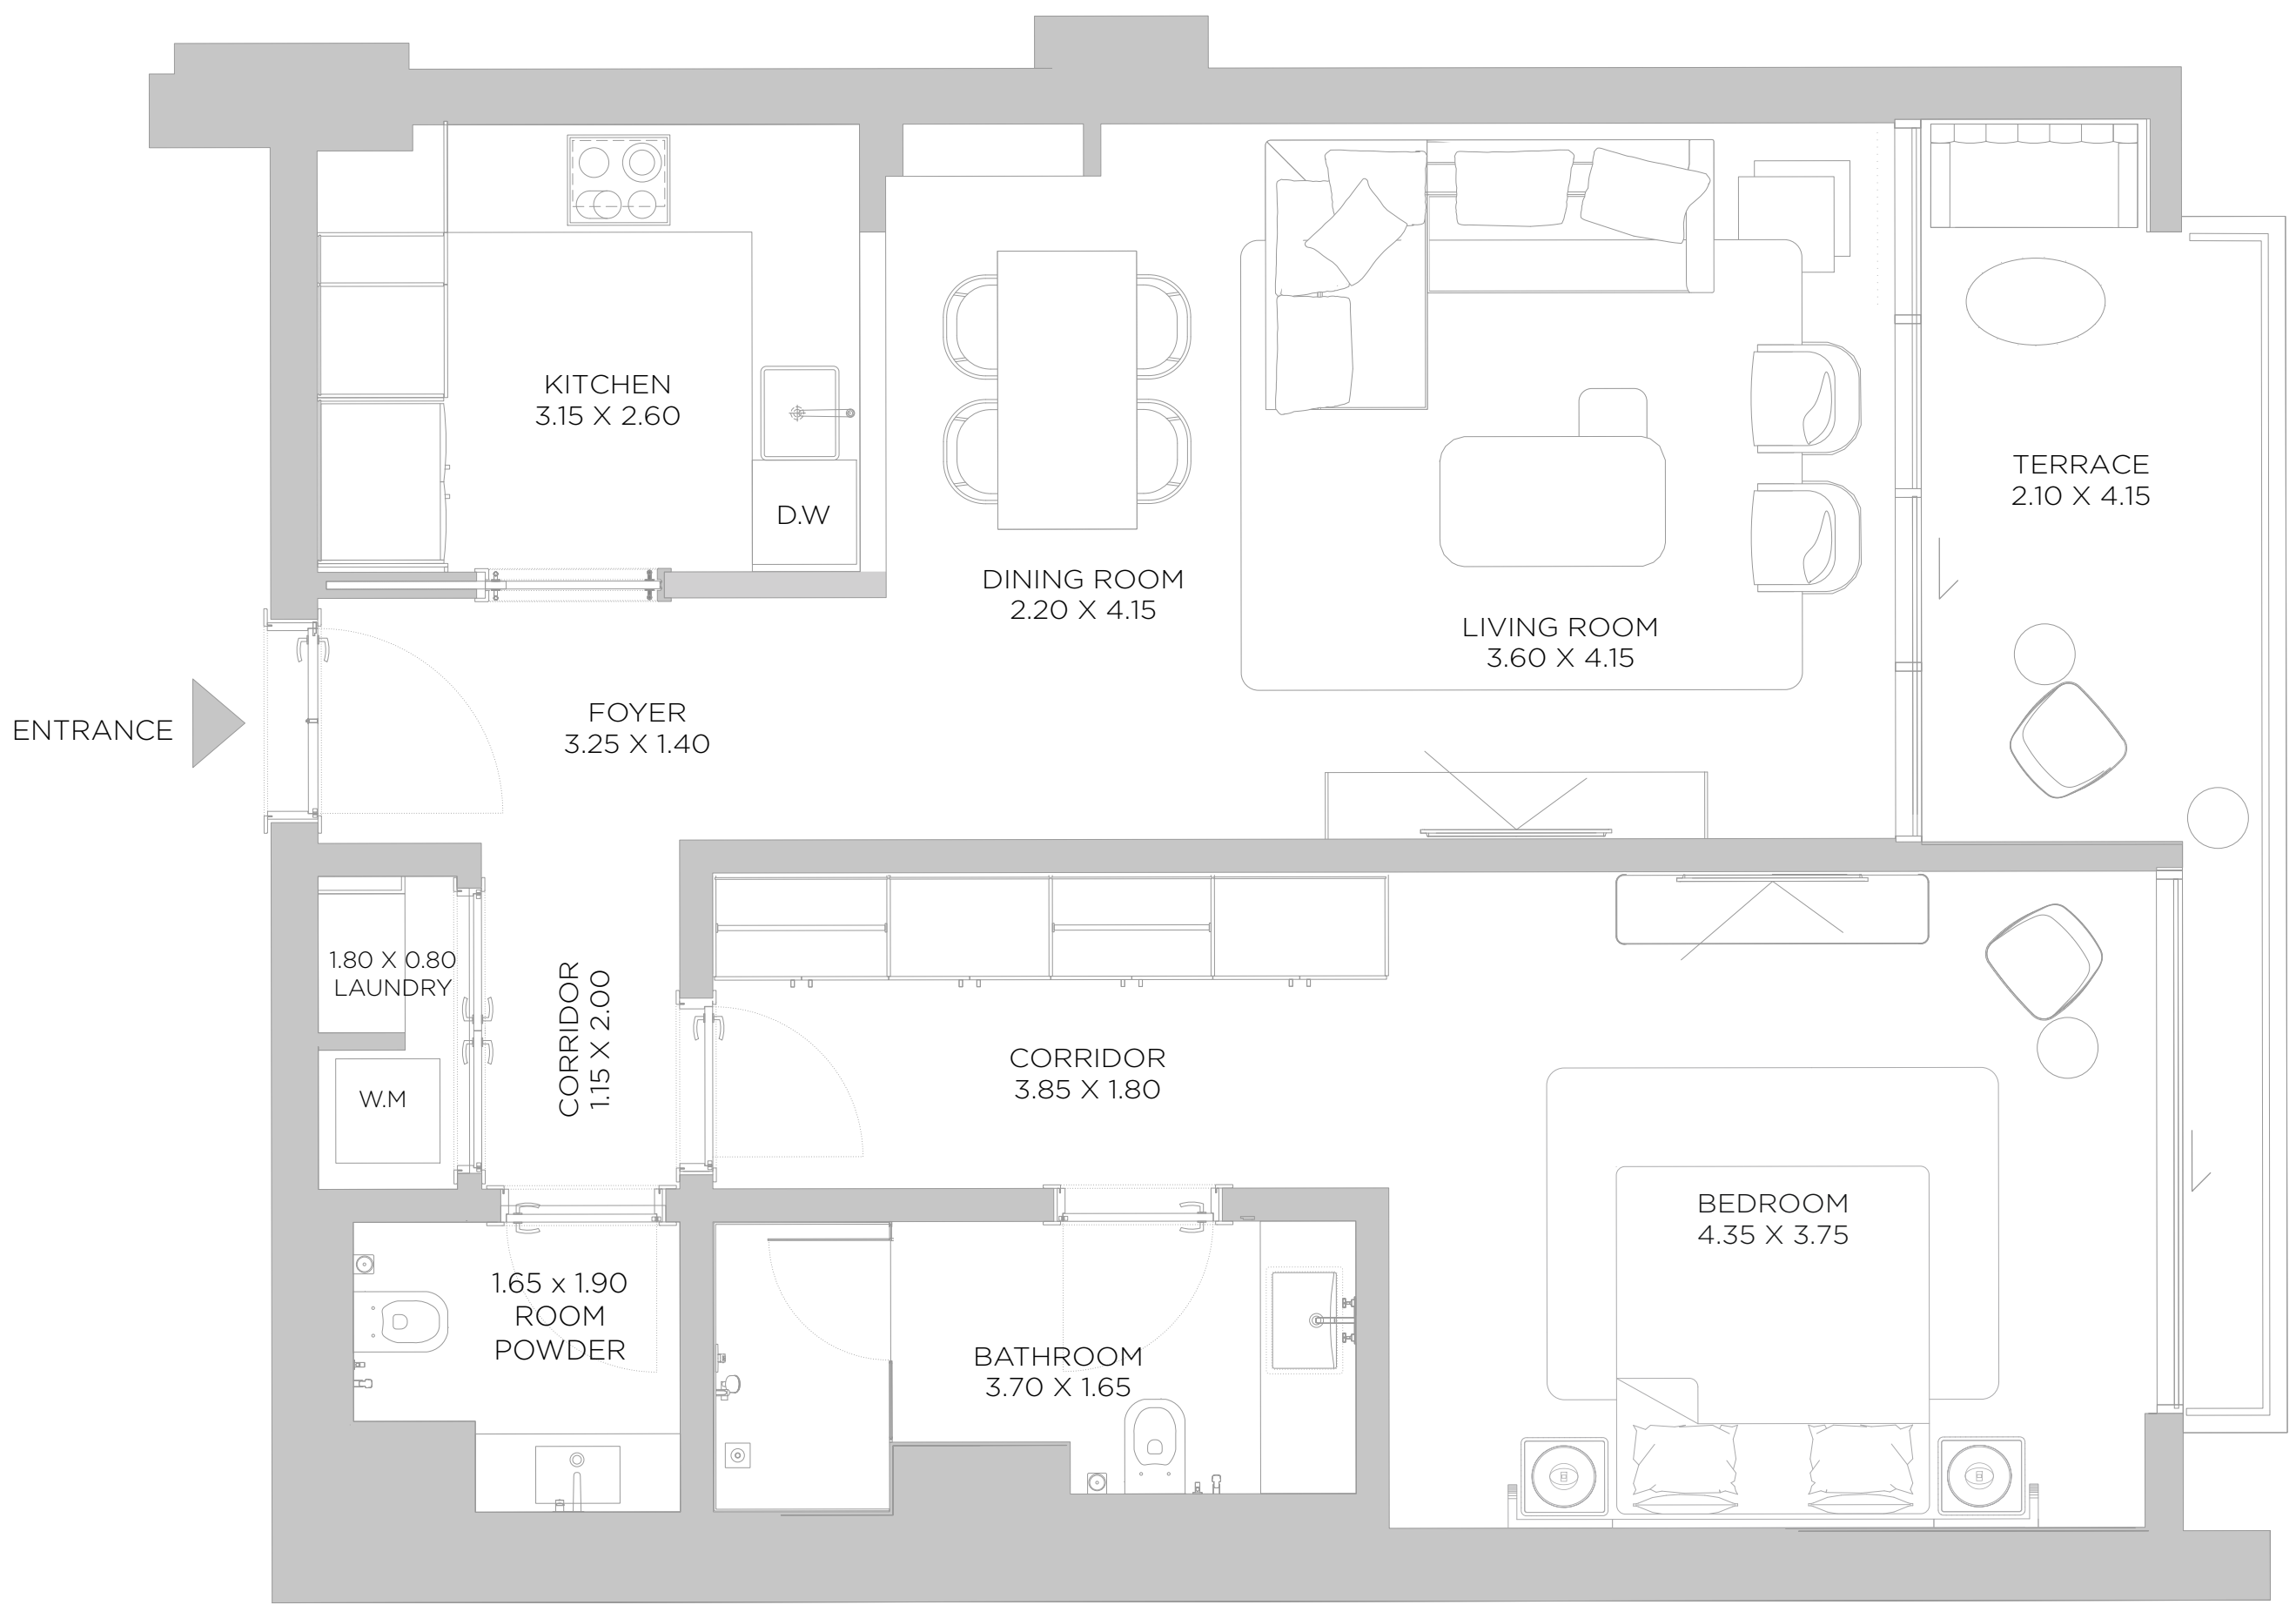 KITCHEN
3.15 X 2.60
D.W
DINING ROOM
2.20 X 4.15
LIVING ROOM
3.60 X 4.15
TERRACE
2.10 X 4.15
ENTRANCE
FOYER
3.25 X 1.40
1.80 X 0.80
LAUNDRY
W.M
CORRIDOR
1.15 X 2.00
CORRIDOR
3.85 X 1.80
BEDROOM
4.35 X 3.75
1.65 x 1.90
ROOM
POWDER
BATHROOM
3.70 X 1.65